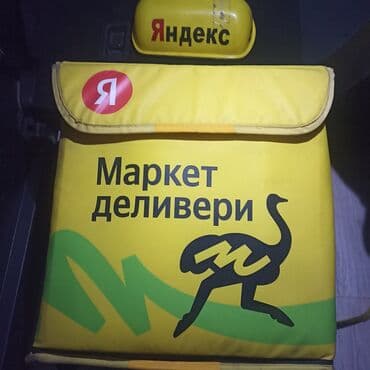 Яндекс
Я
Маркет
деливери